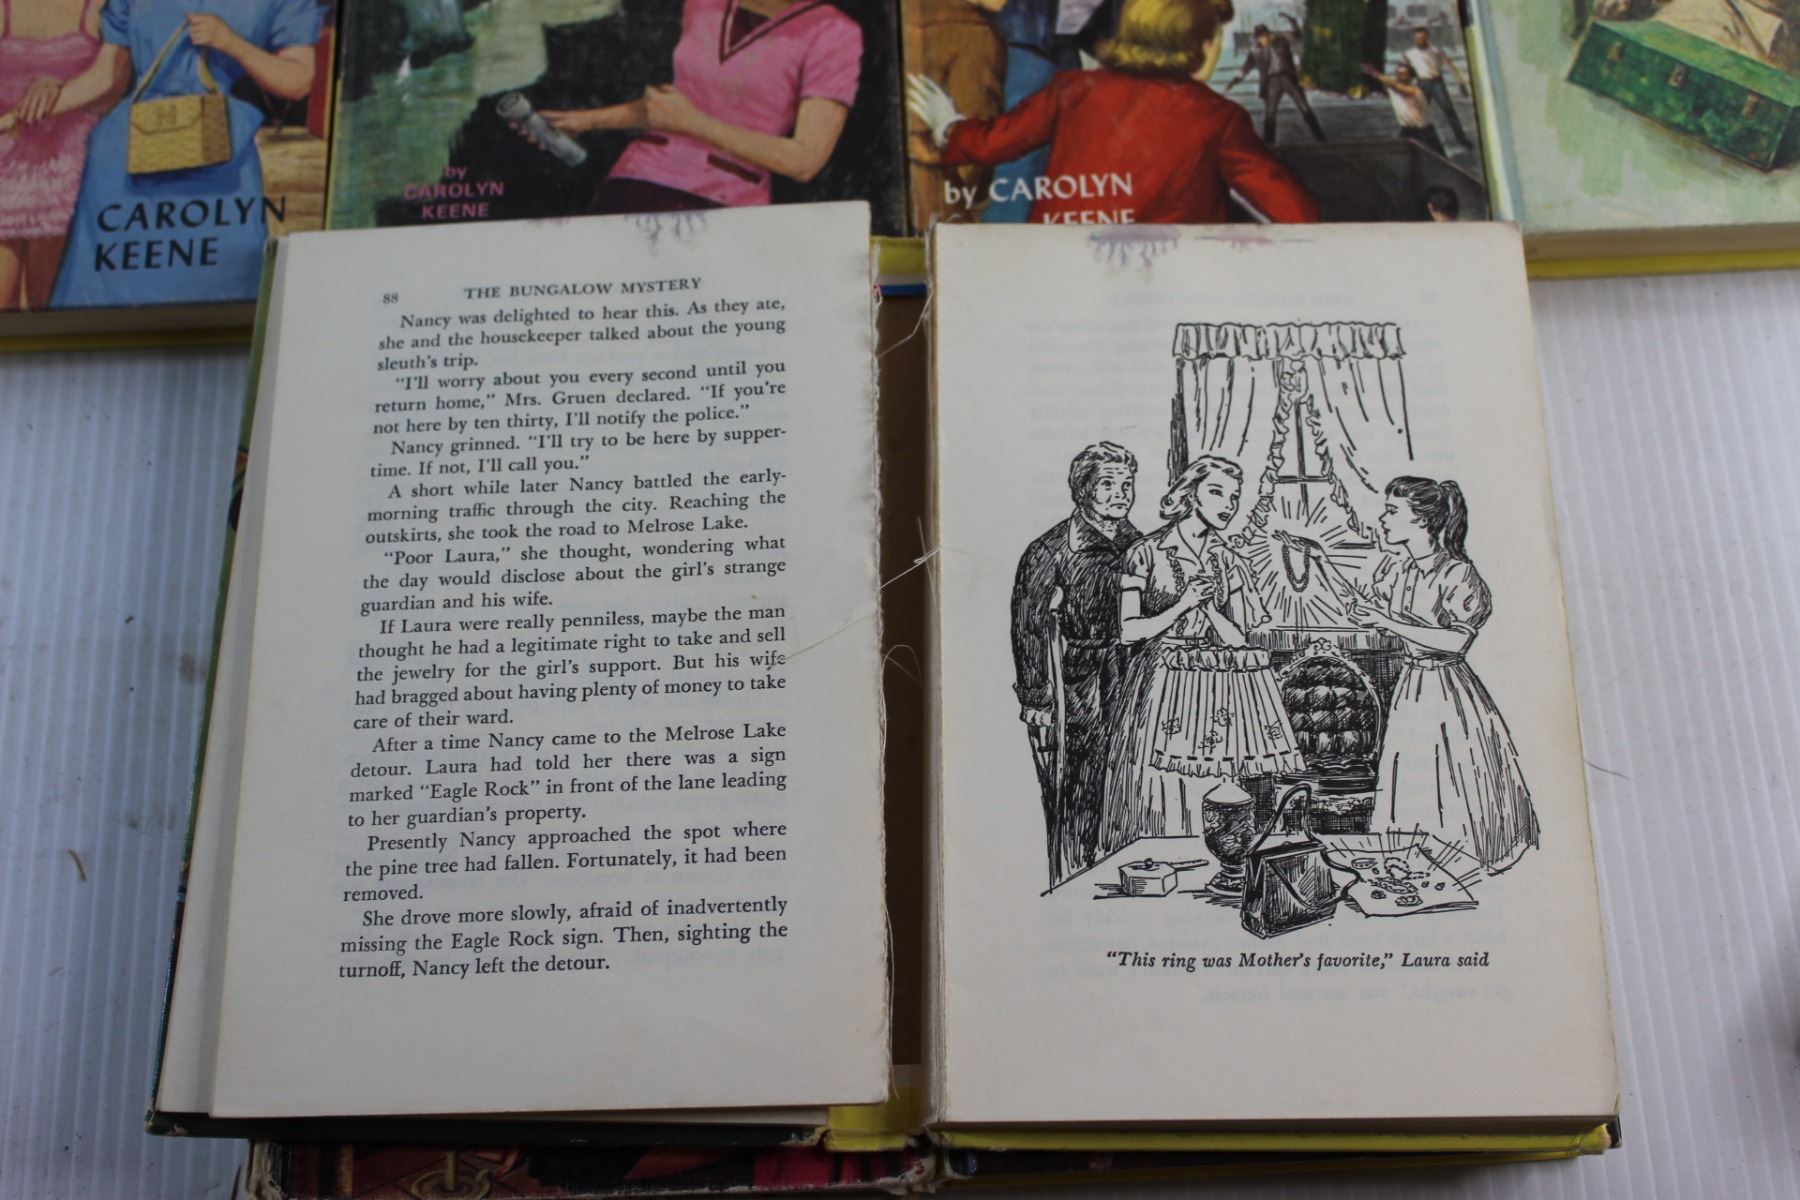 CAROLYN
KEENE
by
CAROLYN
KEENE
by CAROLYN
KEENE
88 THE BUNGALOW MYSTERY
Nancy was delighted to hear this. As they ate,
she and the housekeeper talked about the young
sleuth's trip.
"I'll worry about you every second until you
return home," Mrs. Gruen declared. "If you're
not here by ten thirty, I'll notify the police."
Nancy grinned. "I'll try to be here by supper-
time. If not, I'll call you."
A short while later Nancy battled the early-
morning traffic through the city. Reaching the
outskirts, she took the road to Melrose Lake.
"Poor Laura," she thought, wondering what
the day would disclose about the girl's strange
guardian and his wife.
If Laura were really penniless, maybe the man
thought he had a legitimate right to take and sell
the jewelry for the girl's support. But his wife
had bragged about having plenty of money to take
care of their ward.
After a time Nancy came to the Melrose Lake
detour. Laura had told her there was a sign
marked "Eagle Rock" in front of the lane leading
to her guardian's property.
Presently Nancy approached the spot where
the pine tree had fallen. Fortunately, it had been
removed.
She drove more slowly, afraid of inadvertently
missing the Eagle Rock sign. Then, sighting the
turnoff, Nancy left the detour.
"This ring was Mother's favorite," Laura said